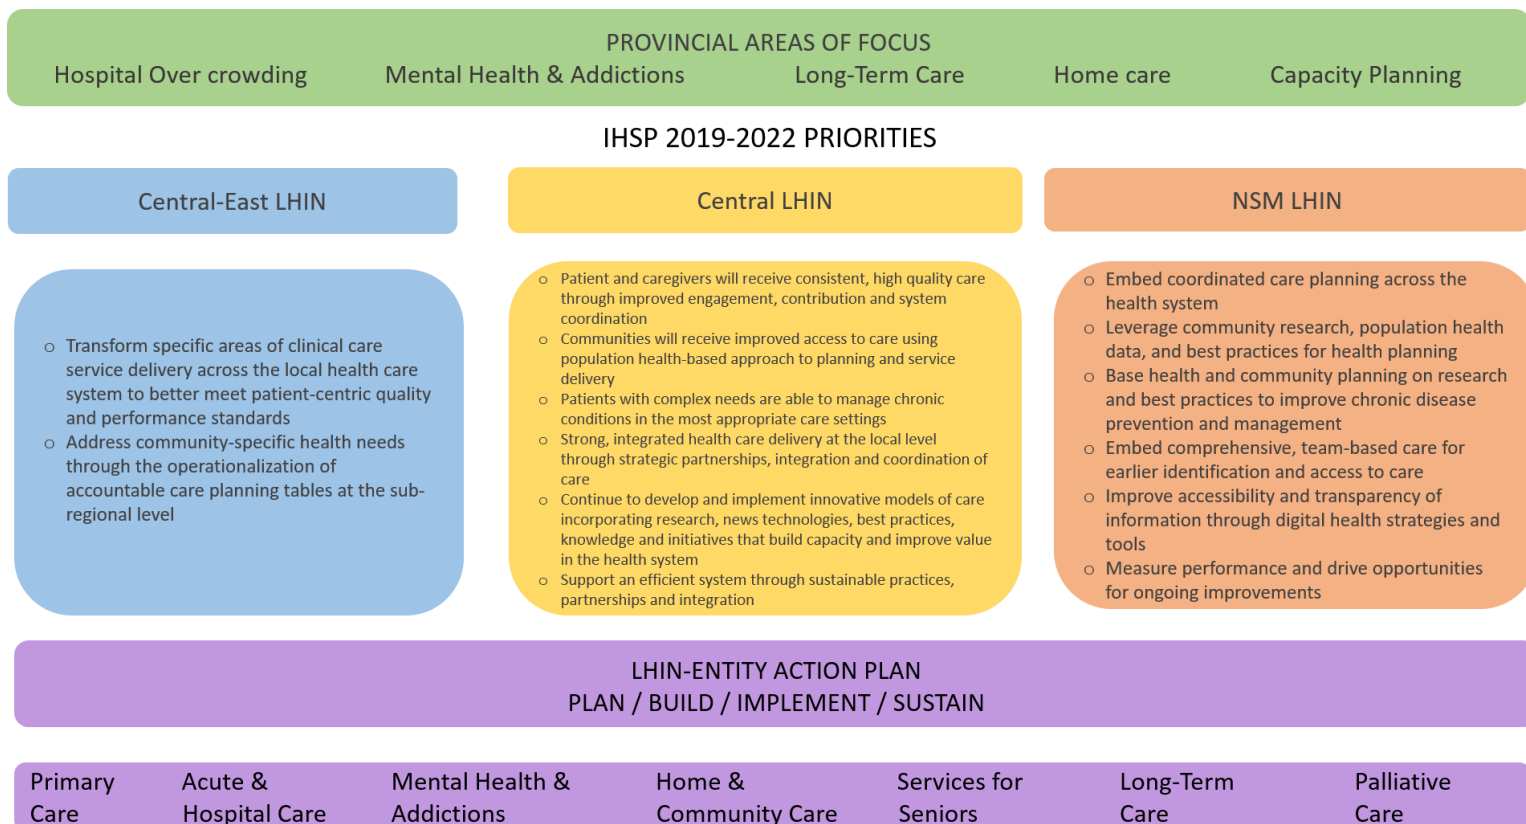 PROVINCIAL AREAS OF FOCUS
Hospital Over crowding Mental Health & Addictions Long-Term Care Home care Capacity Planning
IHSP 2019-2022 PRIORITIES
Central-East LHIN
Central LHIN
NSM LHIN
o Transform specific areas of clinical care
service delivery across the local health care
system to better meet patient-centric quality
and performance standards
o Address community-specific health needs
through the operationalization of
accountable care planning tables at the sub-
regional level
o Patient and caregivers will receive consistent, high quality care
through improved engagement, contribution and system
coordination
o Communities will receive improved access to care using
population health-based approach to planning and service
delivery
o Patients with complex needs are able to manage chronic
conditions in the most appropriate care settings
o Strong, integrated health care delivery at the local level
through strategic partnerships, integration and coordination of
care
o Continue to develop and implement innovative models of care
incorporating research, news technologies, best practices,
knowledge and initiatives that build capacity and improve value
in the health system
o Support an efficient system through sustainable practices,
partnerships and integration
o Embed coordinated care planning across the
health system
o Leverage community research, population health
data, and best practices for health planning
o Base health and community planning on research
and best practices to improve chronic disease
prevention and management
o Embed comprehensive, team-based care for
earlier identification and access to care
o Improve accessibility and transparency of
information through digital health strategies and
tools
o Measure performance and drive opportunities
for ongoing improvements
LHIN-ENTITY ACTION PLAN
PLAN / BUILD / IMPLEMENT / SUSTAIN
Primary
Care
Acute &
Hospital Care
Mental Health &
Addictions
Home &
Community Care
Services for
Seniors
Long-Term
Care
Palliative
Care